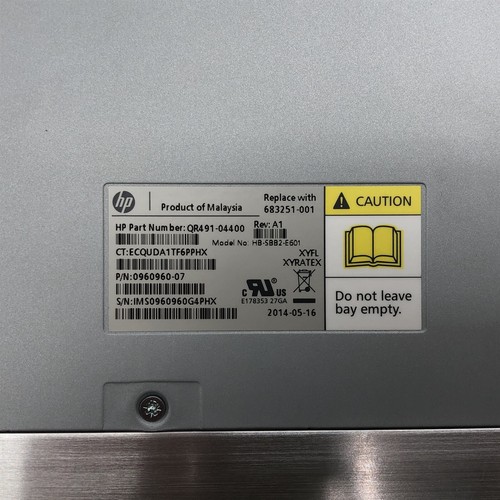 hp
Product of Malaysia
Replace with
683251-001
HP Part Number: QR491-04400
Rev: A1
Model No: HB-SBB2-E601
CT:ECQUDA1TF6PPHX
XYFL
XYRATEX
P/N:0960960-07
c UL us
E178353 27GA
S/N:IMS0960960G4PHX
2014-05-16
CAUTION
Do not leave
bay empty.